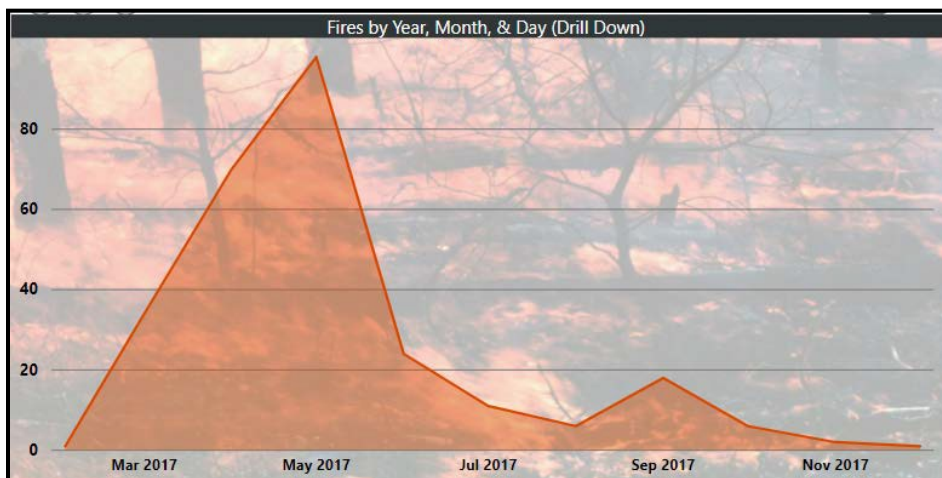 Fires by Year, Month, & Day (Drill Down)
80
60
40
20
0
Mar 2017 May 2017 Jul 2017 Sep 2017 Nov 2017